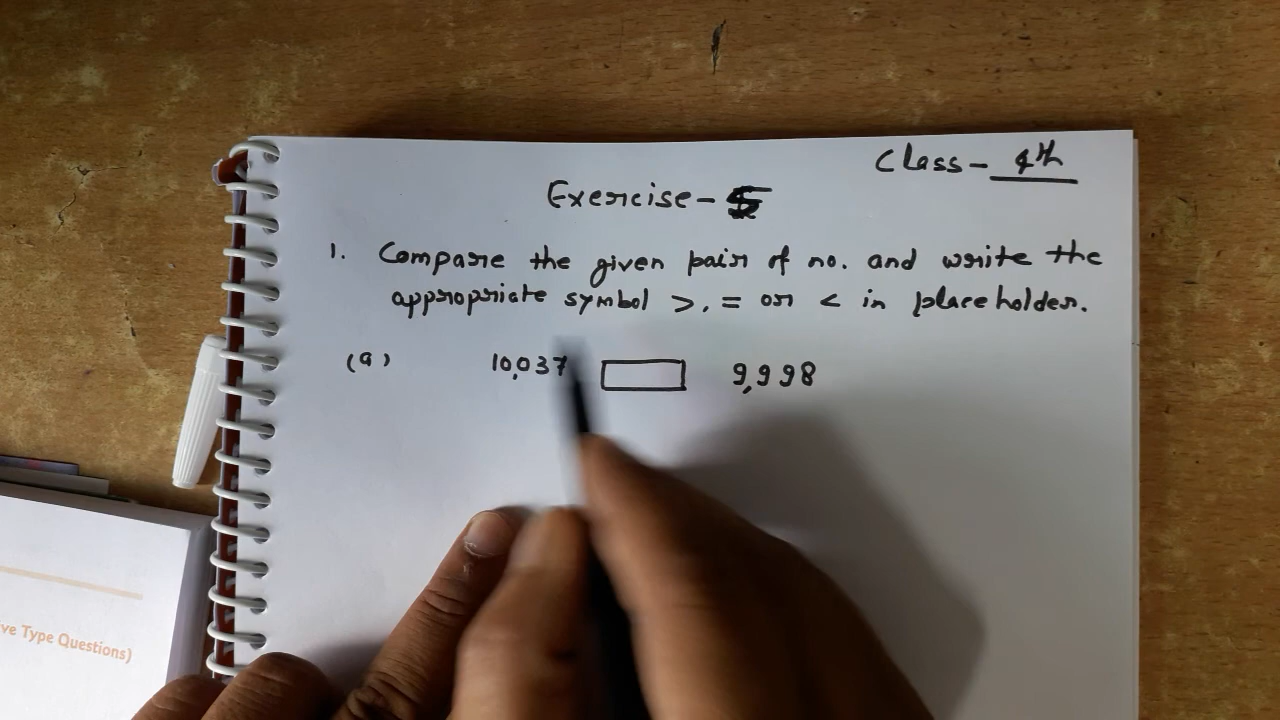 Class- 4th
Exercise- 5
1. Compare the given pair of no. and write the
appropriate symbol >, = or < in placeholder.
(a) 10,037 9,998
ve Type Questions)